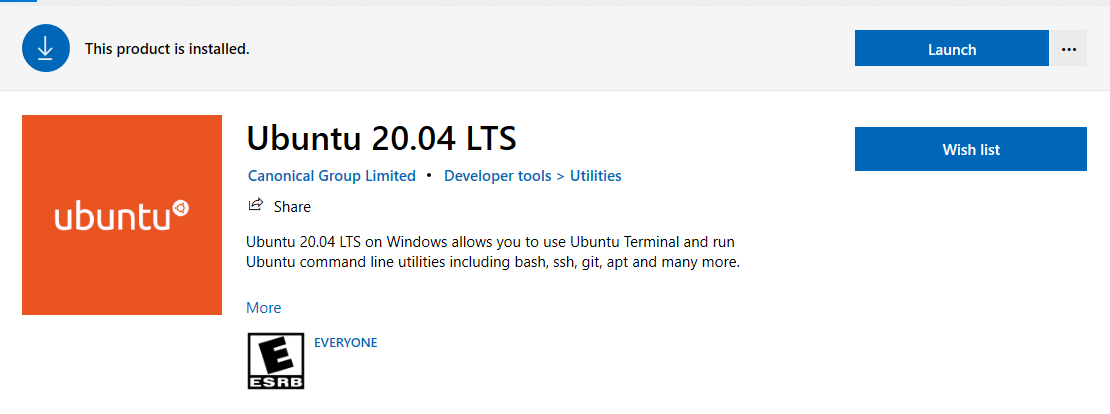 This product is installed.
Launch
ubuntu
Ubuntu 20.04 LTS
Wish list
Canonical Group Limited • Developer tools > Utilities
Share
Ubuntu 20.04 LTS on Windows allows you to use Ubuntu Terminal and run
Ubuntu command line utilities including bash, ssh, git, apt and many more.
More
E
ESRB
EVERYONE